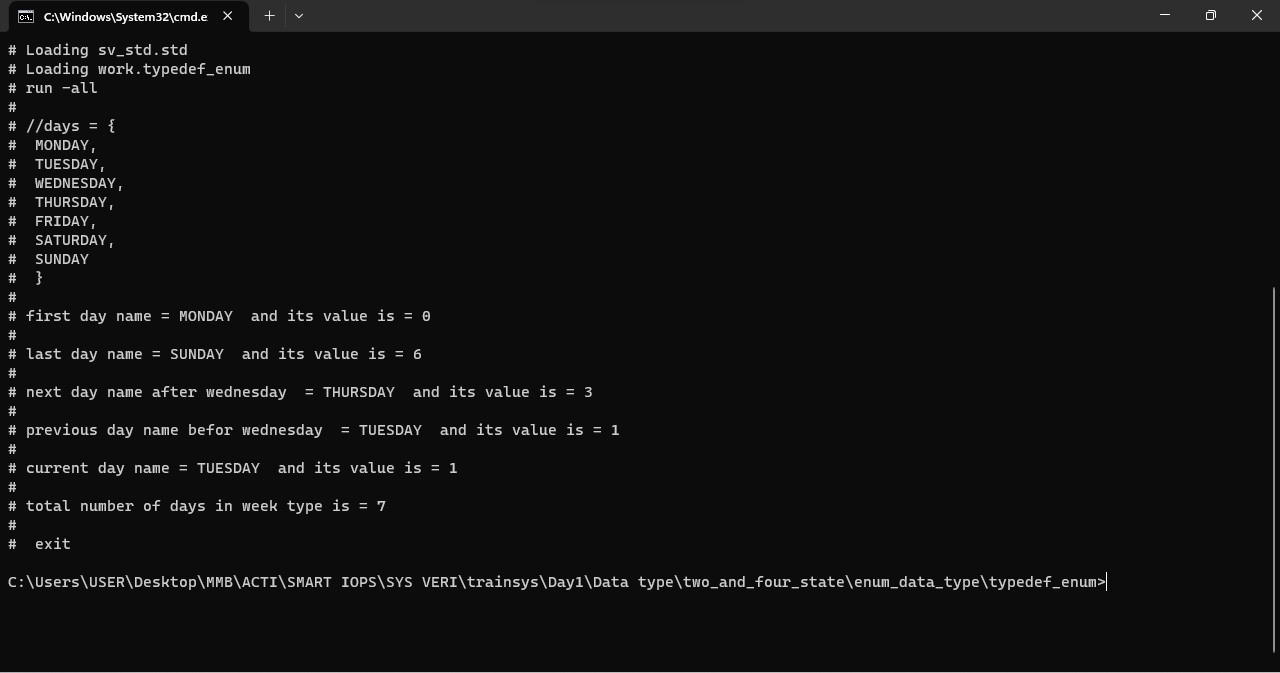 C:\Windows\System32\cmd.e
# Loading sv_std.std
# Loading work.typedef_enum
# run -all
#
# //days = {
#  MONDAY,
#  TUESDAY,
#  WEDNESDAY,
#  THURSDAY,
#  FRIDAY,
#  SATURDAY,
#  SUNDAY
#  }
#
# first day name = MONDAY  and its value is = 0
#
# last day name = SUNDAY  and its value is = 6
#
# next day name after wednesday  = THURSDAY  and its value is = 3
#
# previous day name befor wednesday  = TUESDAY  and its value is = 1
#
# current day name = TUESDAY  and its value is = 1
#
# total number of days in week type is = 7
#
#  exit
C:\Users\USER\Desktop\MMB\ACTI\SMART IOPS\SYS VERI\trainsys\Day1\Data type\two_and_four_state\enum_data_type\typedef_enum>